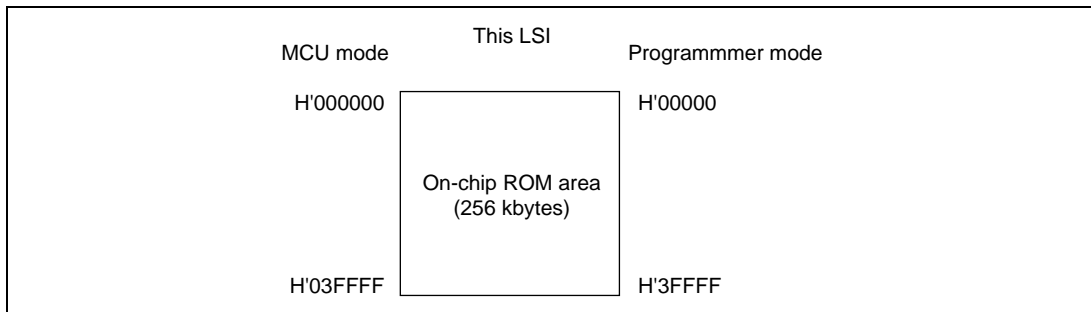 This LSI
MCU mode
Programmmer mode
H'000000
H'00000
On-chip ROM area
(256 kbytes)
H'03FFFF
H'3FFFF